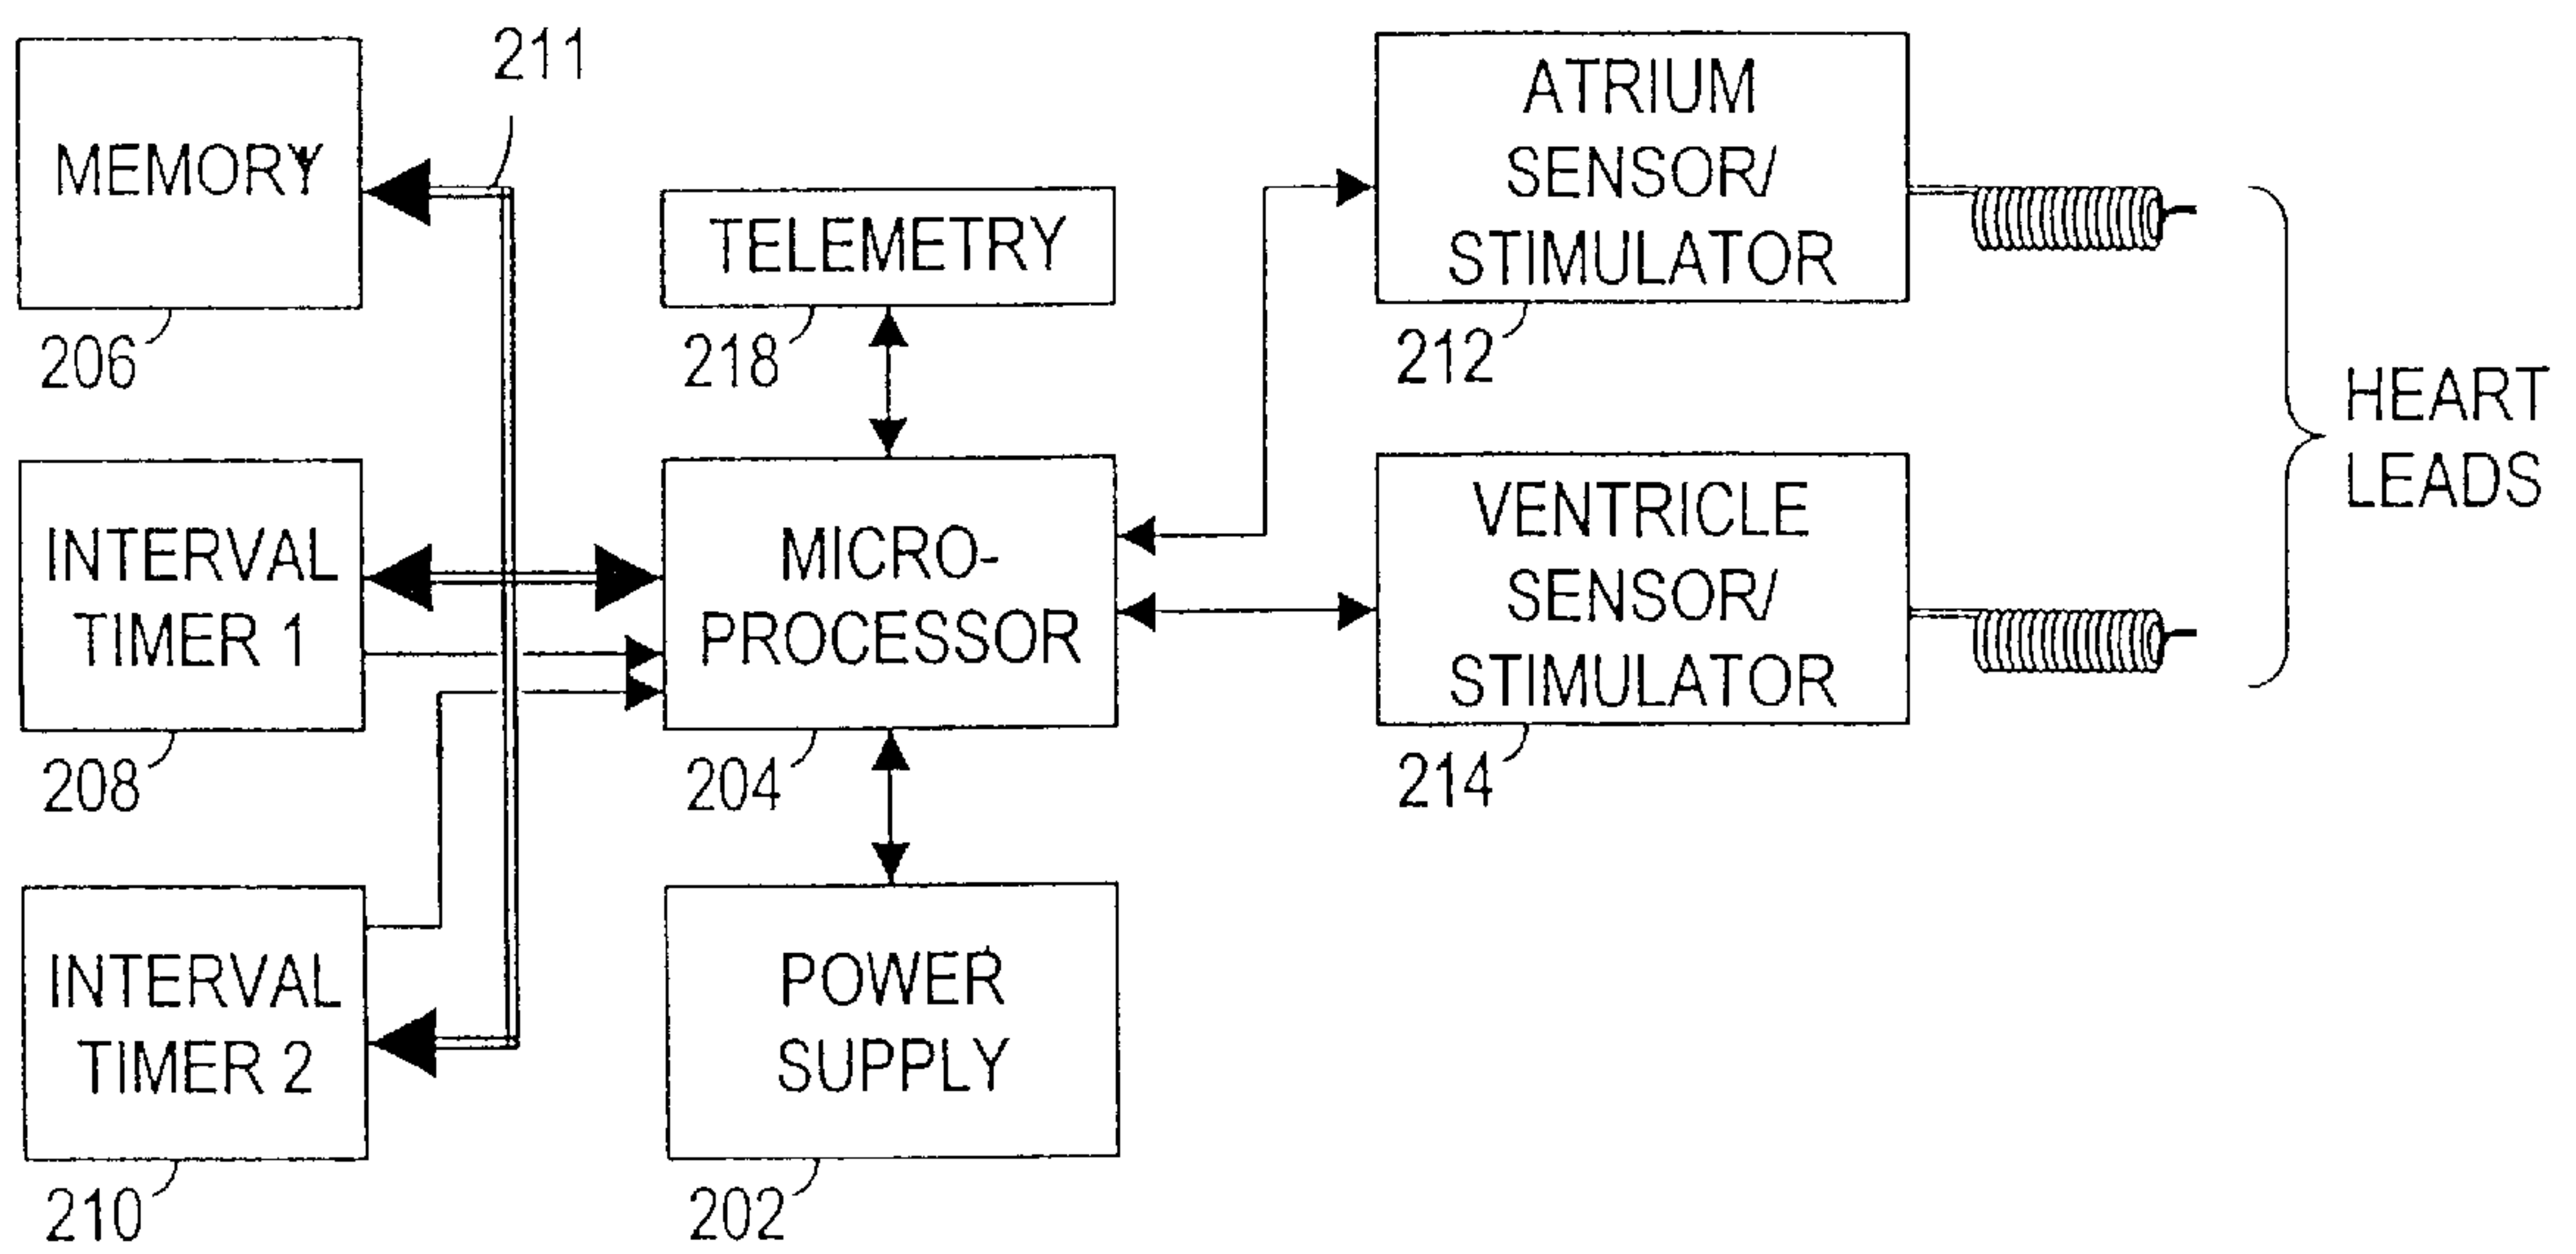 211
MEMORY
206
TELEMETRY
218
ATRIUM
SENSOR/
STIMULATOR
212
HEART
LEADS
INTERVAL
TIMER 1
208
MICRO-
PROCESSOR
204
VENTRICLE
SENSOR/
STIMULATOR
214
INTERVAL
TIMER 2
210
POWER
SUPPLY
202